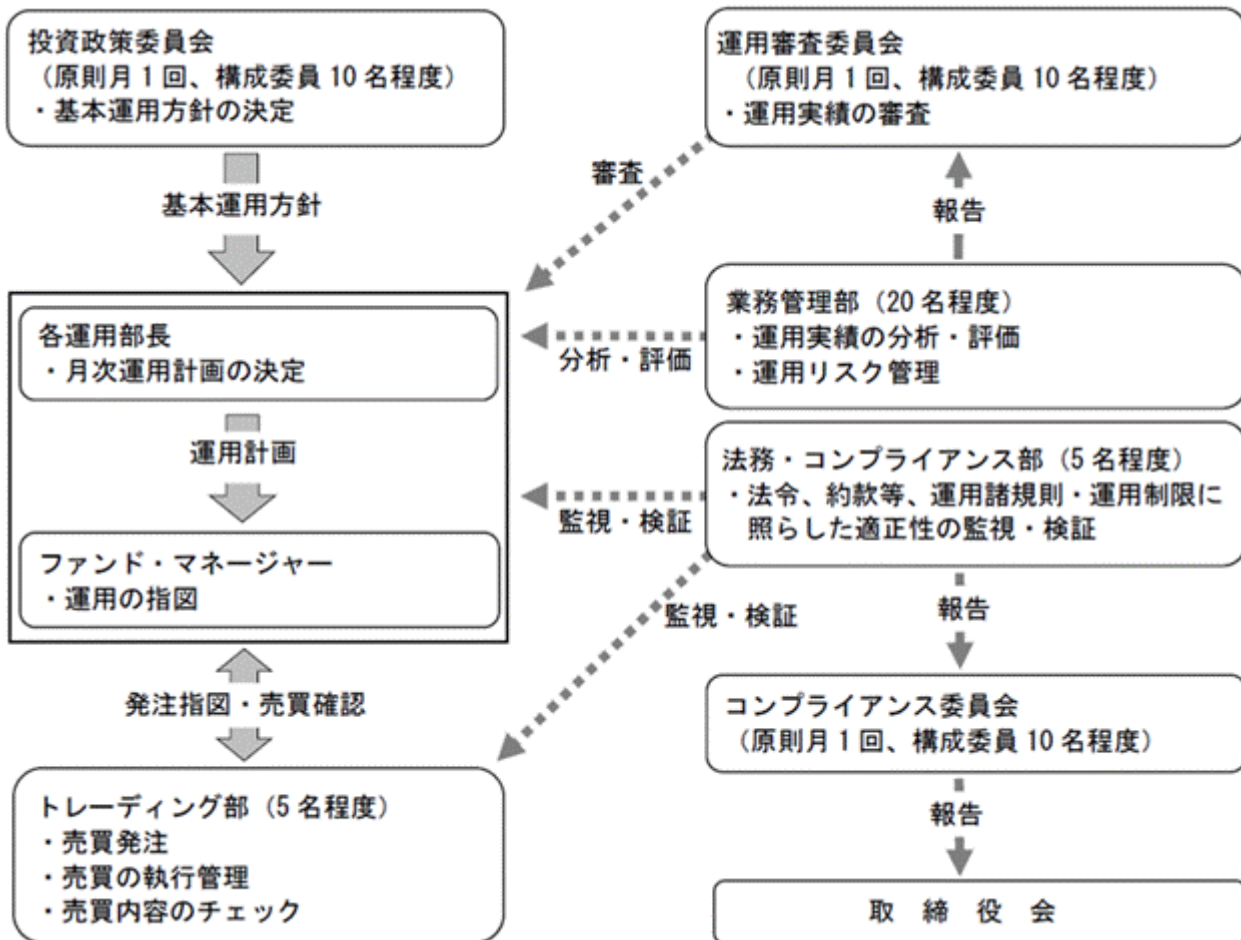 投資政策委員会
(原則月1回、構成委員10名程度)
・基本運用方針の決定
基本運用方針
各運用部長
・月次運用計画の決定
運用計画
ファンド・マネージャー
・運用の指図
発注指図・売買確認
トレーディング部(5名程度)
・売買発注
・売買の執行管理
・売買内容のチェック
運用審査委員会
(原則月1回、構成委員10名程度)
・運用実績の審査
審査
報告
業務管理部(20名程度)
・運用実績の分析・評価
・運用リスク管理
分析・評価
法務・コンプライアンス部(5名程度)
・法令、約款等、運用諸規則・運用制限に
照らした適正性の監視・検証
監視・検証
監視・検証
報告
コンプライアンス委員会
(原則月1回、構成委員10名程度)
報告
取 締 役 会